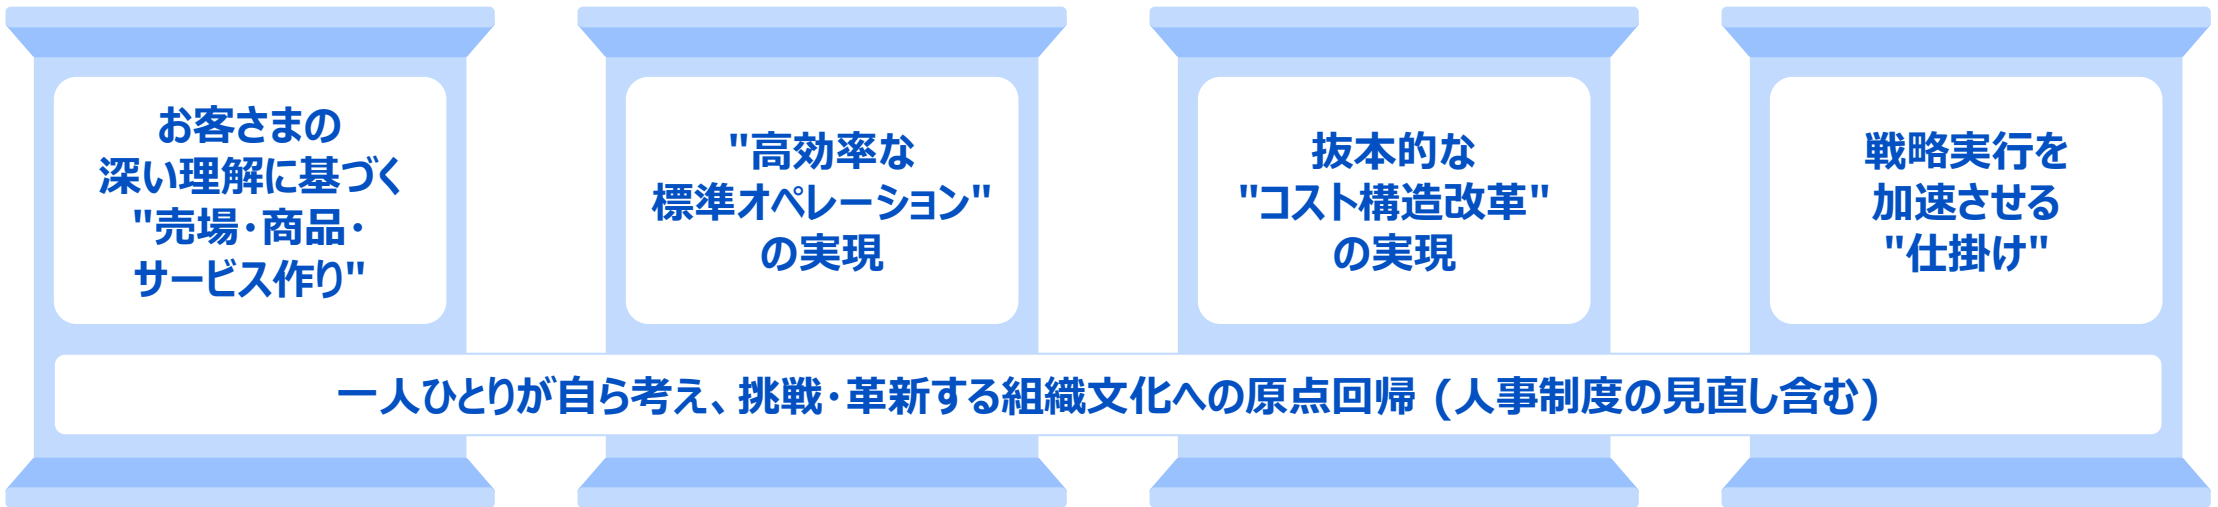 お客さまの
深い理解に基づく
"売場・商品・
サービス作り"
"高効率な
標準オペレーション"
の実現
抜本的な
"コスト構造改革"
の実現
戦略実行を
加速させる
"仕掛け"
一人ひとりが自ら考え、挑戦・革新する組織文化への原点回帰 (人事制度の見直し含む)